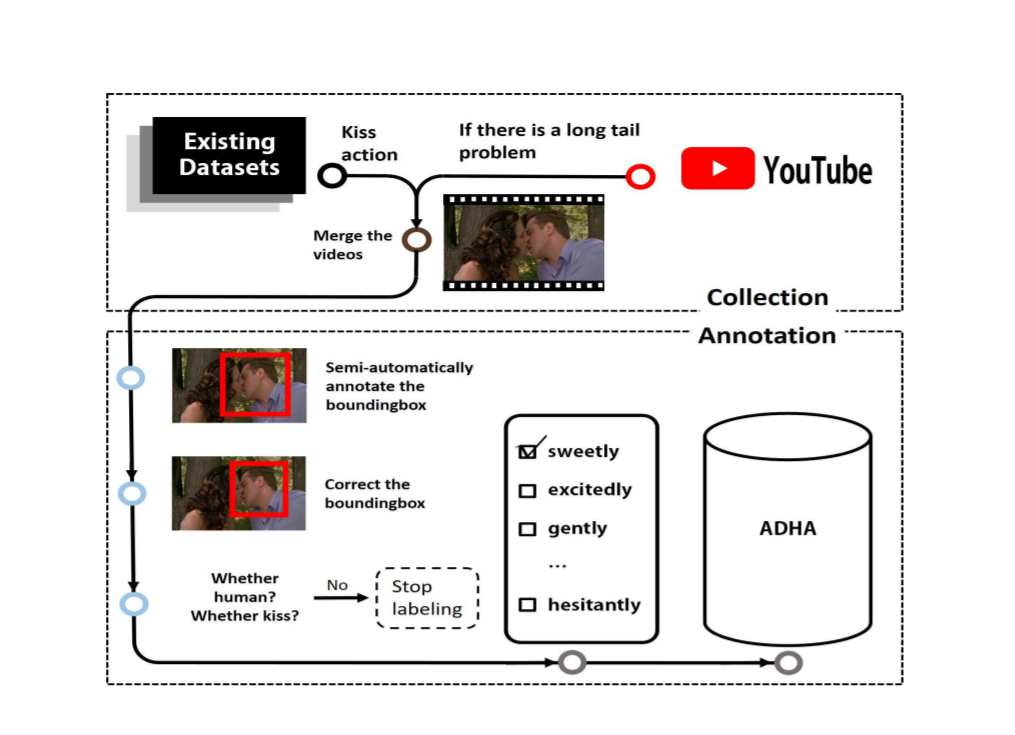 Existing
Datasets
Kiss
action
If there is a long tail
problem
YouTube
Merge the
videos
Collection
Annotation
Semi-automatically
annotate the
boundingbox
Correct the
boundingbox
Whether
human?
Whether kiss?
No
Stop
labeling
sweetly
excitedly
gently
...
hesitantly
ADHA